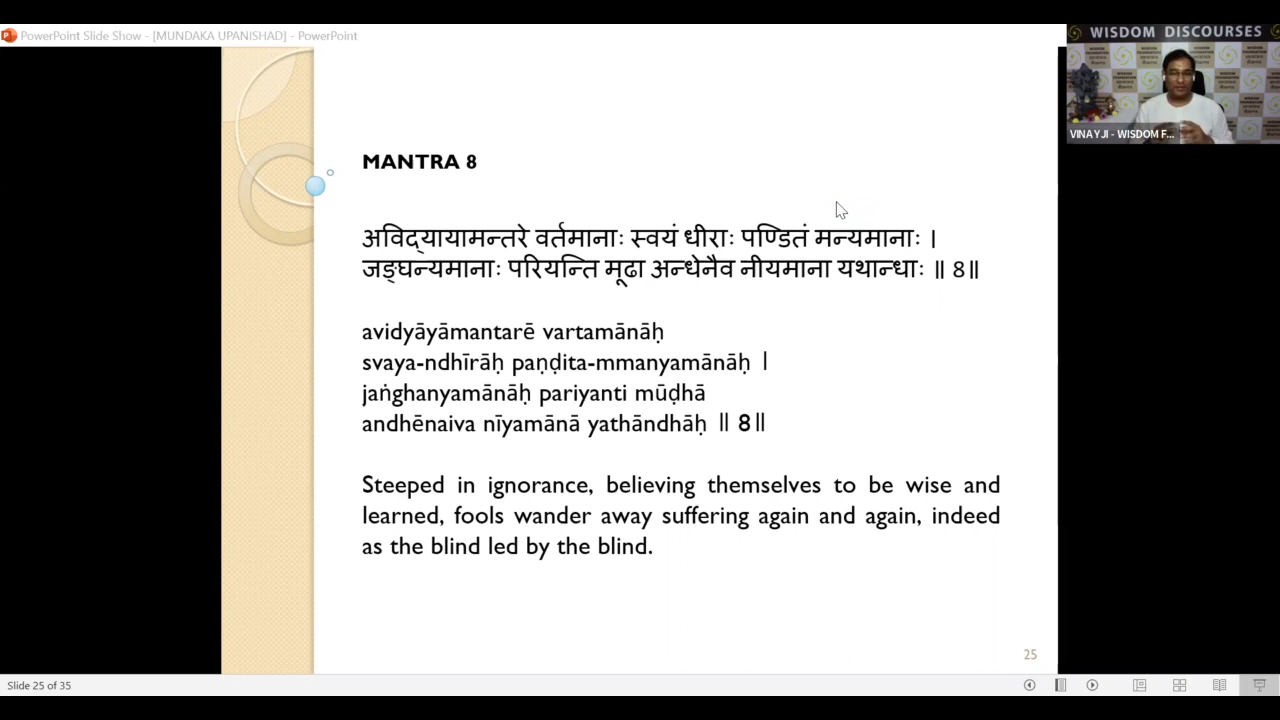 PowerPoint Slide Show - [MUNDAKA UPANISHAD] - PowerPoint
WISDOM DISCOURSES
VINAYJI - WISDOM F...
MANTRA 8
अविद्यायामन्तरे वर्तमानाः स्वयं धीराः पण्डितं मन्यमानाः ।
जङ्घन्यमानाः परियन्ति मूढा अन्धेनैव नीयमाना यथान्धाः ॥ 8॥
avidyāyāmantarē vartamānāḥ
svaya-ndhīrāḥ paṇḍita-mmanyamānāḥ |
jaṅghanyamānāḥ pariyanti mūḍhā
andhēnaiva nīyamānā yathāndhāḥ || 8||
Steeped in ignorance, believing themselves to be wise and
learned, fools wander away suffering again and again, indeed
as the blind led by the blind.
25
Slide 25 of 35